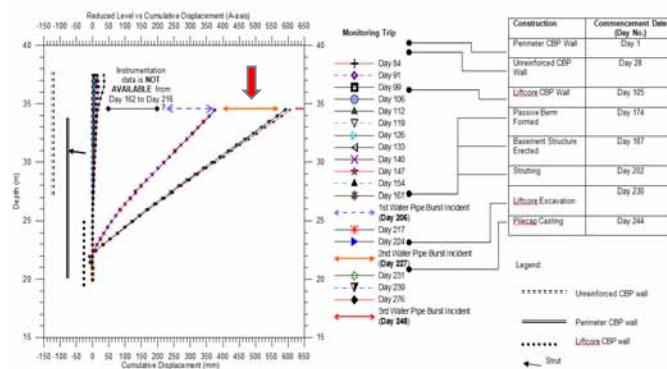 Reduced Level vs Cumulative Displacement (A-axis)
-150 -100 -50 0 50 100 150 200 250 300 350 400 450 500 550 600 650
40
35
30
25
20
15
Depth (m)
Instrumentation
data is NOT
AVAILABLE from
Day 162 to Day 216
?
40
35
30
25
20
15
-150 -100 -50 0 50 100 150 200 250 300 350 400 450 500 550 600 650
Cumulative Displacement (mm)
Monitoring Trip
Day 84
Day 91
Day 99
Day 106
Day 112
Day 119
Day 126
Day 133
Day 140
Day 147
Day 154
Day 161
1st Water Pipe Burst Incident
(Day 206)
Day 217
Day 224
2nd Water Pipe Burst Incident
(Day 227)
Day 231
Day 239
Day 276
3rd Water Pipe Burst Incident
(Day 248)
Construction Commencement Date
(Day No.)
Perimeter CBP Wall Day 1
Unreinforced CBP Day 28
Wall
Liftcore CBP Wall Day 105
Passive Berm Day 174
Formed
Basement Structure Day 187
Erected
Strutting Day 202
Day 230
Liftcore Excavation
Pilecap Casting Day 244
Legend:
Unreinforced CBP wall
Perimeter CBP wall
Liftcore CBP wall
Strut